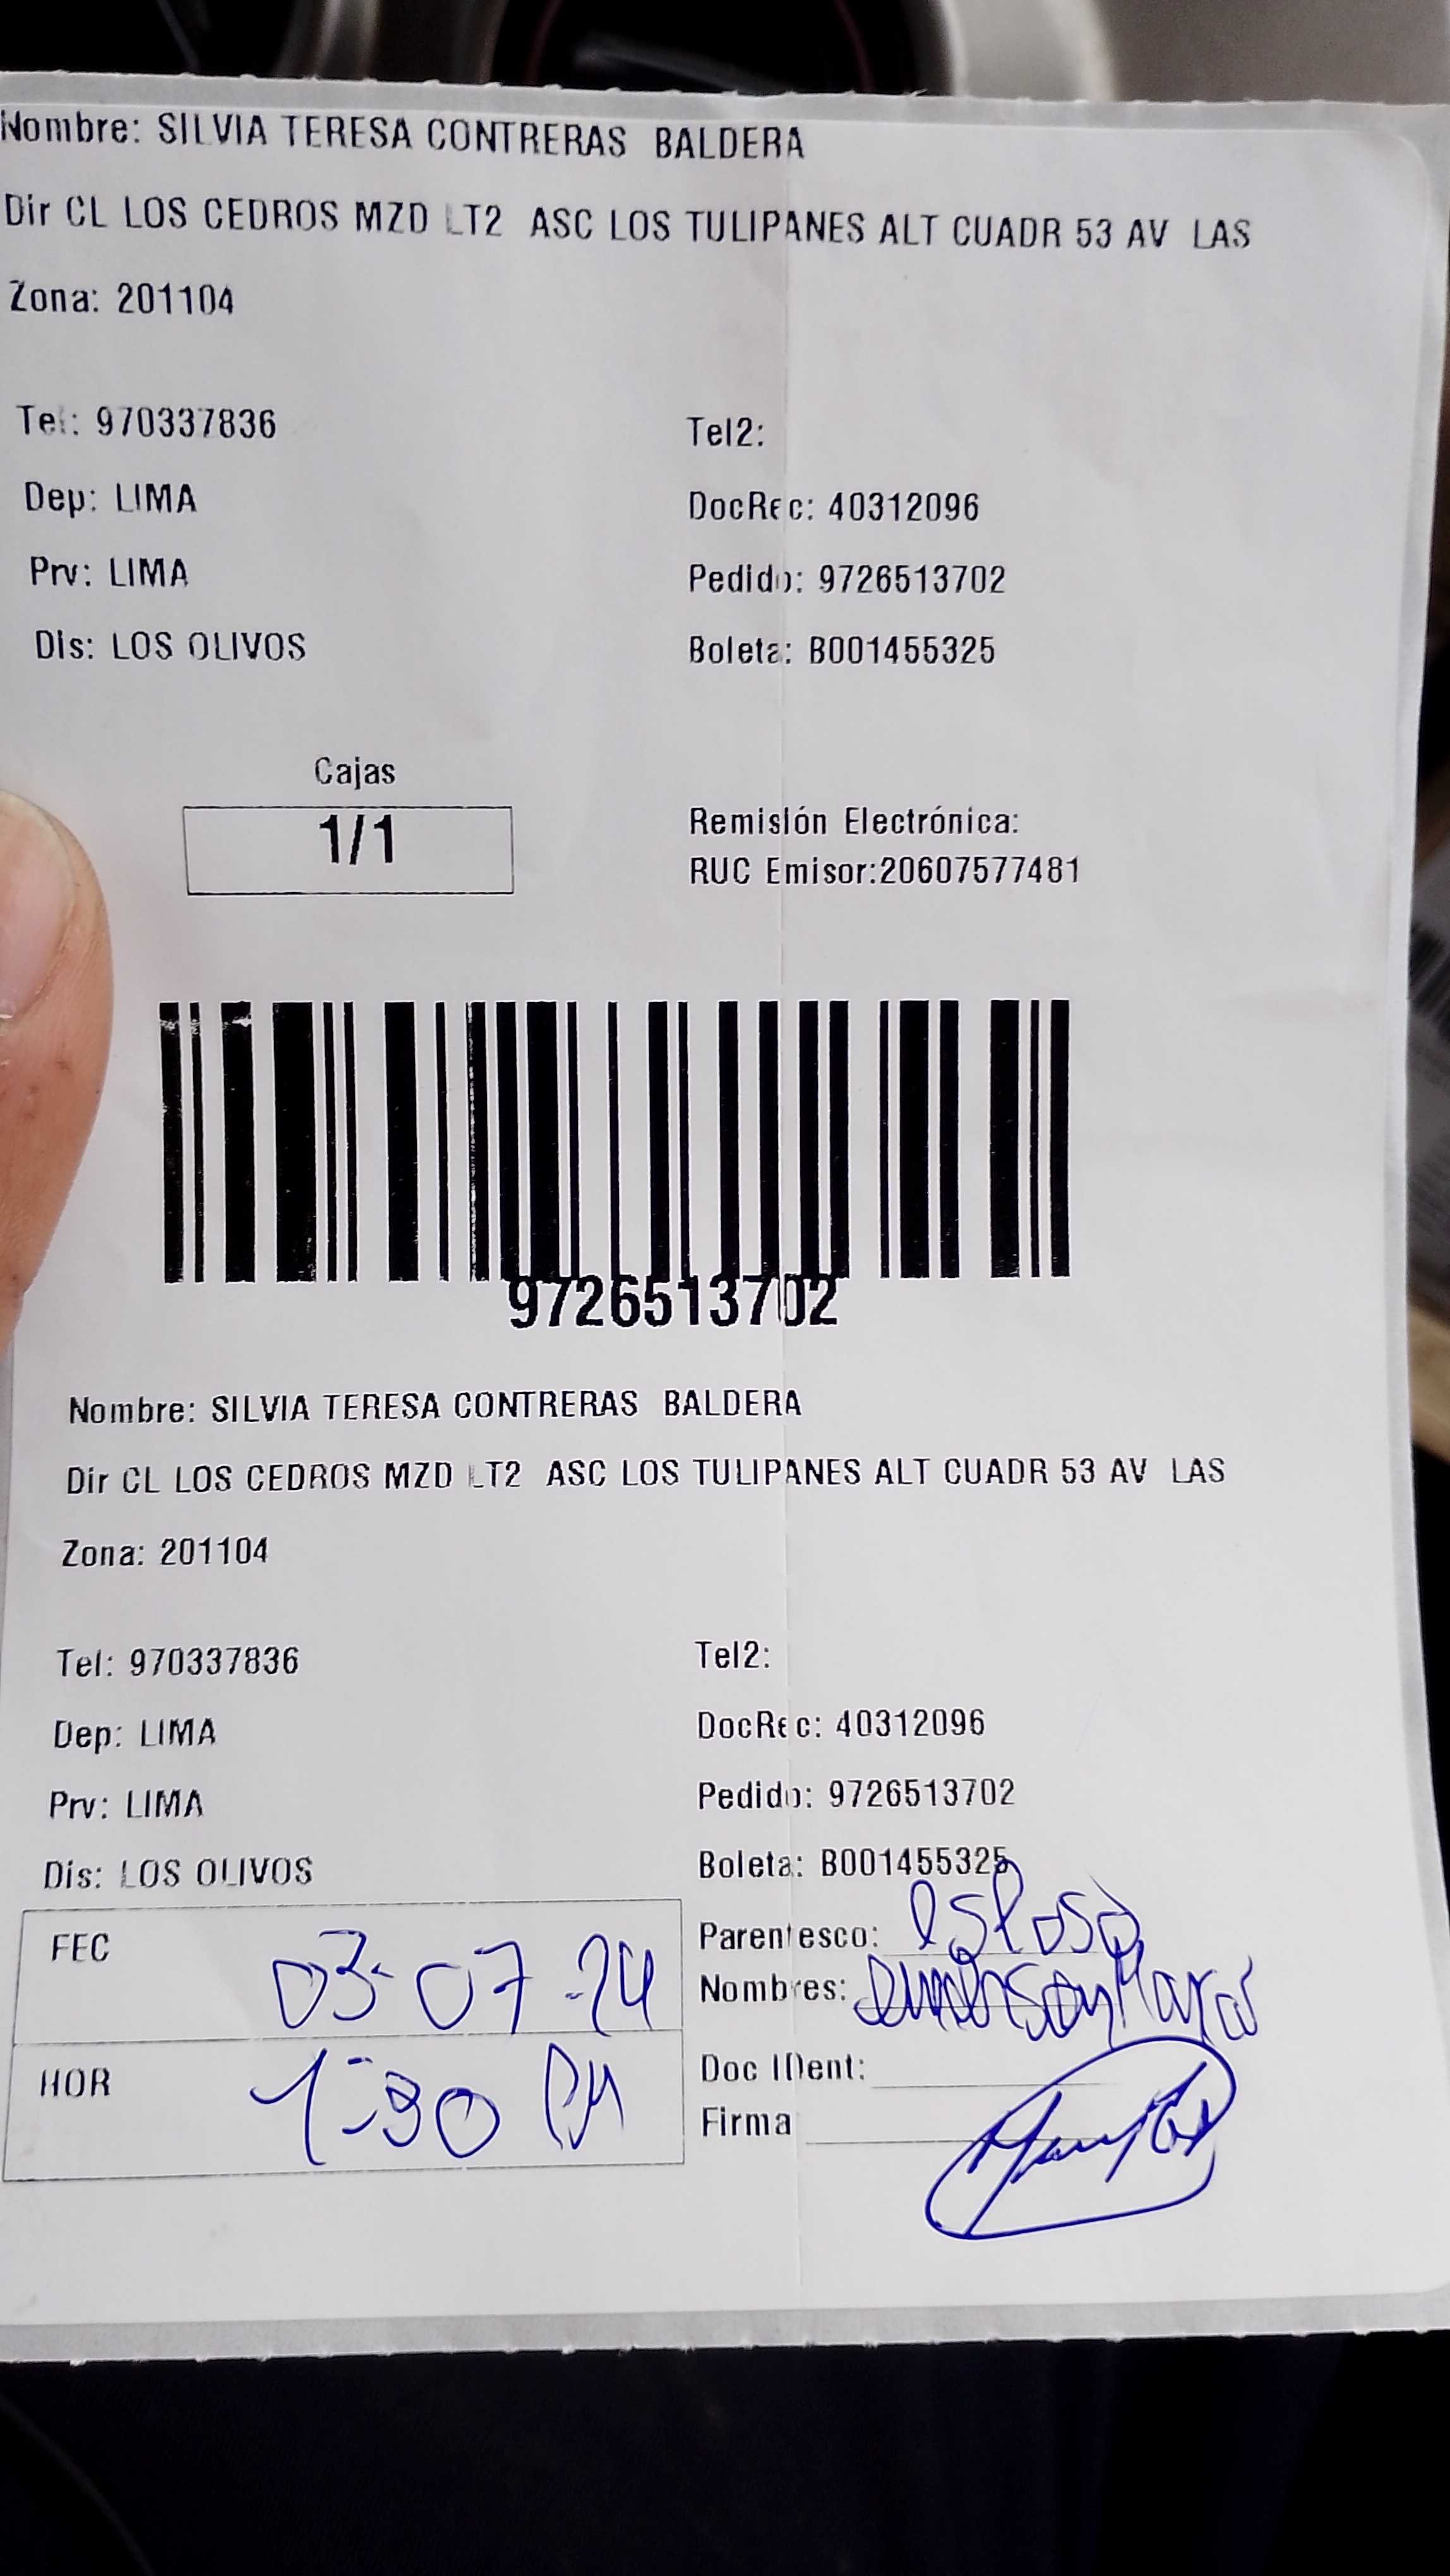 Nombre: SILVIA TERESA CONTRERAS BALDERA
Dir CL LOS CEDROS MZD LT2 ASC LOS TULIPANES ALT CUADR 53 AV LAS
Zona: 201104
Tel: 970337836 Tel2:
Dep: LIMA DocRec: 40312096
Prv: LIMA Pedido: 9726513702
Dis: LOS OLIVOS Boleta: B001455325
Cajas
1/1
Remisión Electrónica:
RUC Emisor:20607577481
9726513702
Nombre: SILVIA TERESA CONTRERAS BALDERA
Dir CL LOS CEDROS MZD LT2 ASC LOS TULIPANES ALT CUADR 53 AV LAS
Zona: 201104
Tel: 970337836 Tel2:
Dep: LIMA DocRec: 40312096
Prv: LIMA Pedido: 9726513702
Dis: LOS OLIVOS Boleta: B001455325
FEC 03-07-24
HOR 1:30 PM
Parentesco: esposo
Nombres:
Doc IDent:
Firma